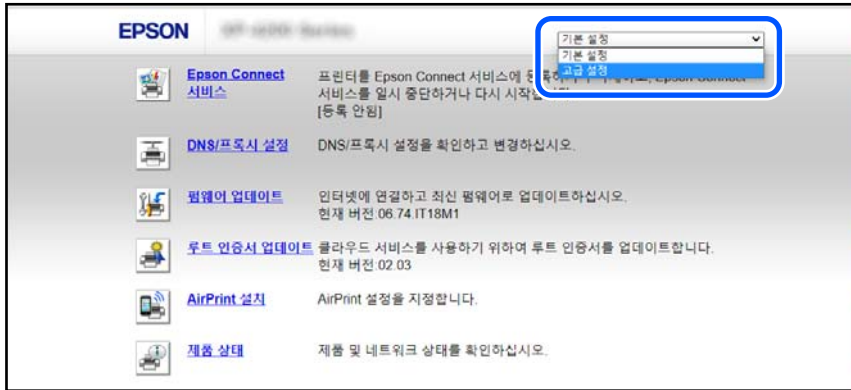 EPSON
기본 설정
기본 설정
고급 설정
Epson Connect
서비스
프린터를 Epson Connect 서비스에
서비스를 일시 중단하거나 다시
[등록 안됨]
DNS/프록시 설정
DNS/프록시 설정을 확인하고 변경하십시오.
펌웨어 업데이트
인터넷에 연결하고 최신 펌웨어로 업데이트하십시오.
현재 버전:06.74.IT18M1
루트 인증서 업데이트
클라우드 서비스를 사용하기 위하여 루트 인증서를 업데이트합니다.
현재 버전:02.03
AirPrint 설치
AirPrint 설정을 지정합니다.
제품 상태
제품 및 네트워크 상태를 확인하십시오.